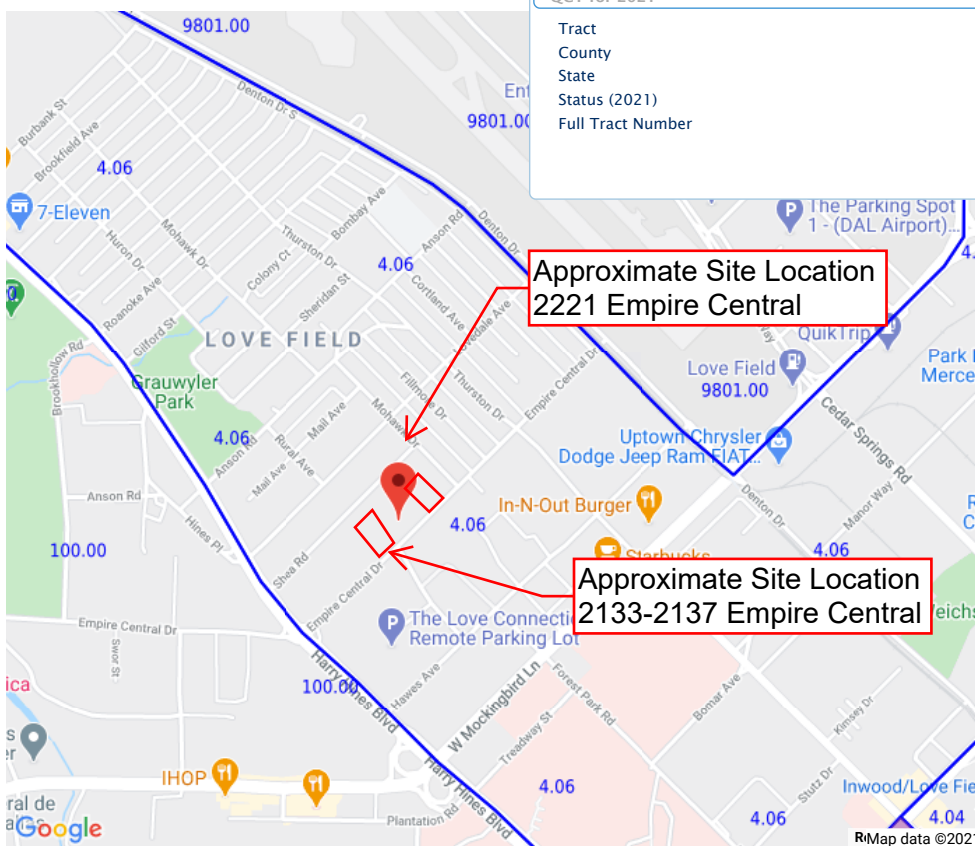 9801.00
Tract
County
State
Status (2021)
Full Tract Number
Denton Dr S
9801.00
Burbank St
Brookfield Ave
4.06
7-Eleven
The Parking Spot
1 - (DAL Airport)...
Huron Dr
Mohawk Dr
Thurston Dr
Bombay Ave
Anson Rd
Denton Dr
Colony Ct
Sheridan St
4.06
Cortland Ave
Lovedale Ave
Approximate Site Location
2221 Empire Central
Roanoke Ave
Gilford St
LOVE FIELD
QuikTrip
Brookhollow Rd
Grauwyler
Park
Love Field
9801.00
Empire Central Dr
Fillmore Dr
Thurston Dr
Mail Ave
Mohawk Dr
Cedar Springs Rd
4.06
Anson Rd
Rural Ave
Mail Ave
Uptown Chrysler
Dodge Jeep Ram FIAT...
Anson Rd
Hines Pl
4.06
In-N-Out Burger
Denton Dr
Manor Way
100.00
Starbucks
4.06
Shea Rd
Empire Central Dr
Approximate Site Location
2133-2137 Empire Central
The Love Connecti
Remote Parking Lot
Empire Central Dr
Swor St
Harry Hines Blvd
100.00
Hawes Ave
W Mockingbird Ln
Forest Park Rd
Treadway St
Bomar Ave
Kimsey Dr
IHOP
Harry Hines Blvd
4.06
Stutz Dr
Inwood/Love Fie
Plantation Rd
4.06
4.04
Google
Map data ©2021